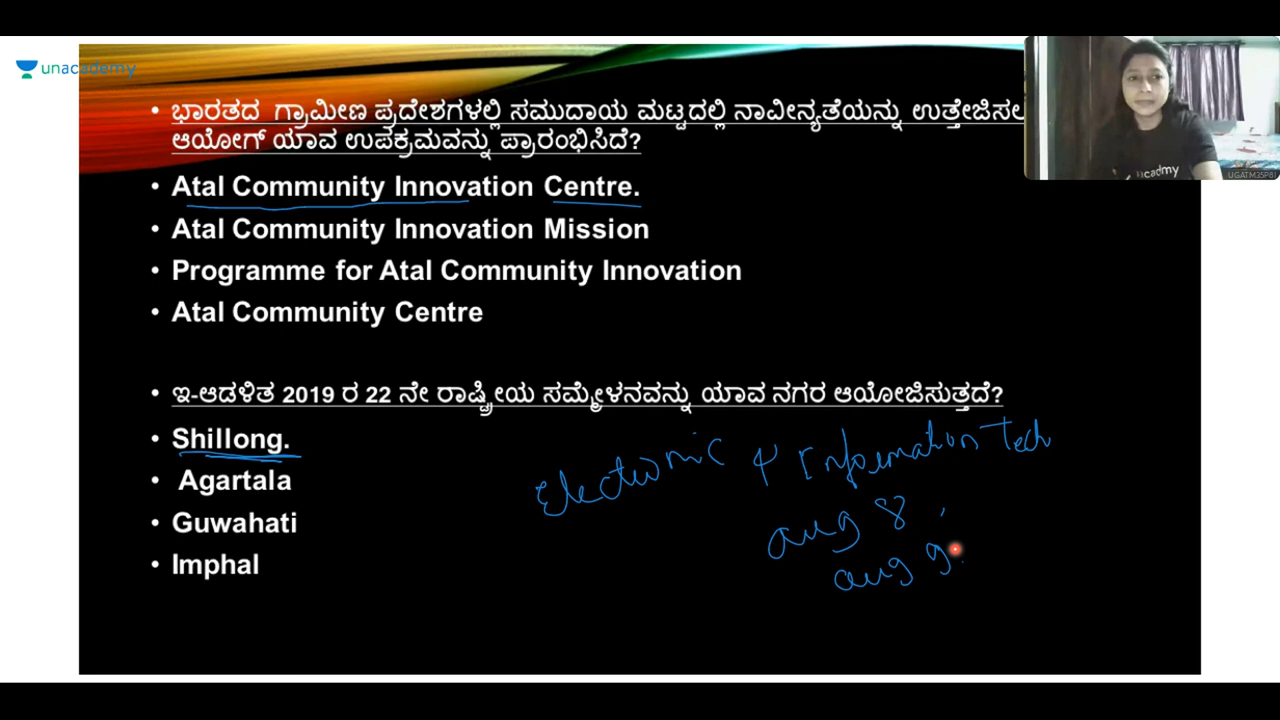 unacademy
• ಭಾರತದ ಗ್ರಾಮೀಣ ಪ್ರದೇಶಗಳಲ್ಲಿ ಸಮುದಾಯ ಮಟ್ಟದಲ್ಲಿ ನಾವೀನ್ಯತೆಯನ್ನು ಉತ್ತೇಜಿಸಲ
ಆಯೋಗ್ ಯಾವ ಉಪಕ್ರಮವನ್ನು ಪ್ರಾರಂಭಿಸಿದೆ?
• Atal Community Innovation Centre.
• Atal Community Innovation Mission
• Programme for Atal Community Innovation
• Atal Community Centre
• ಇ-ಆಡಳಿತ 2019 ರ 22 ನೇ ರಾಷ್ಟ್ರೀಯ ಸಮ್ಮೇಳನವನ್ನು ಯಾವ ನಗರ ಆಯೋಜಿಸುತ್ತದೆ?
• Shillong.
• Agartala
• Guwahati
• Imphal
Electronic & Information Tech
aug 8
aug 9
UGATM3SP8I